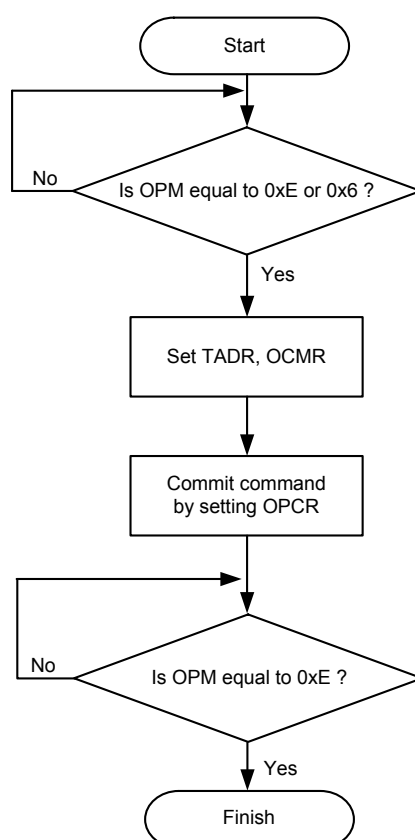 Start
No
Is OPM equal to 0xE or 0x6 ?
Yes
Set TADR, OCMR
Commit command
by setting OPCR
No
Is OPM equal to 0xE ?
Yes
Finish